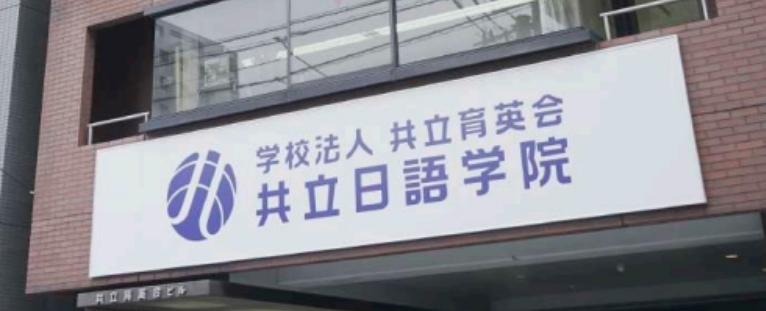 学校法人 共立育英会
共立日語学院
共立育英会ビル